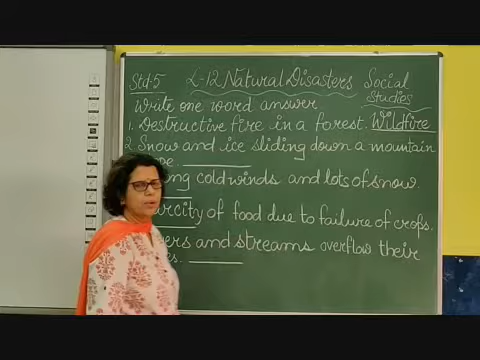 Std:5 L-12 Natural Disasters Social Studies
Write one word answer
1. Destructive fire in a forest. Wildfire
2. Snow and ice sliding down a mountain
cold winds and lots of snow.
of food due to failure of crops.
and streams overflow their